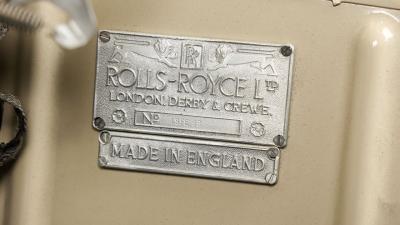 RR
ROLLS-ROYCE LTD
LONDON, DERBY & CREWE.
No
MADE IN ENGLAND